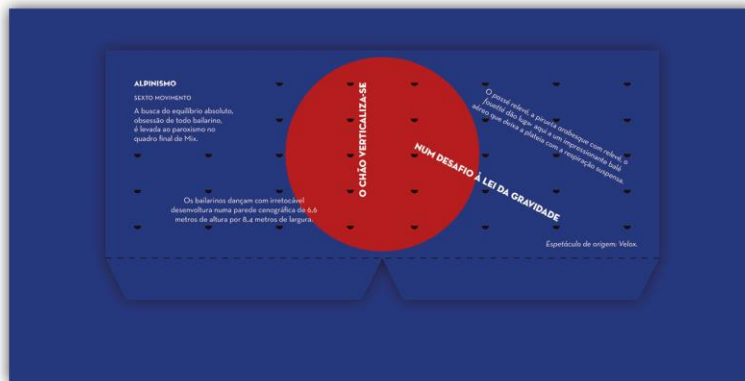 ALPINISMO
SEXTO MOVIMENTO
A busca do equilíbrio absoluto,
obsessão de todo bailarino,
é levada ao paroxismo no
quadro final de Mix.
O CHÃO VERTICALIZA-SE
NUM DESAFIO À LEI DA GRAVIDADE
O passé relevé, a pirueta arabesque com relevé, o
fouetté dão lugar aqui a um impressionante balé
aéreo que deixa a plateia com a respiração suspensa.
Os bailarinos dançam com irretocável
desenvoltura numa parede cenográfica de 6,6
metros de altura por 8,4 metros de largura.
Espetáculo de origem: Velox.